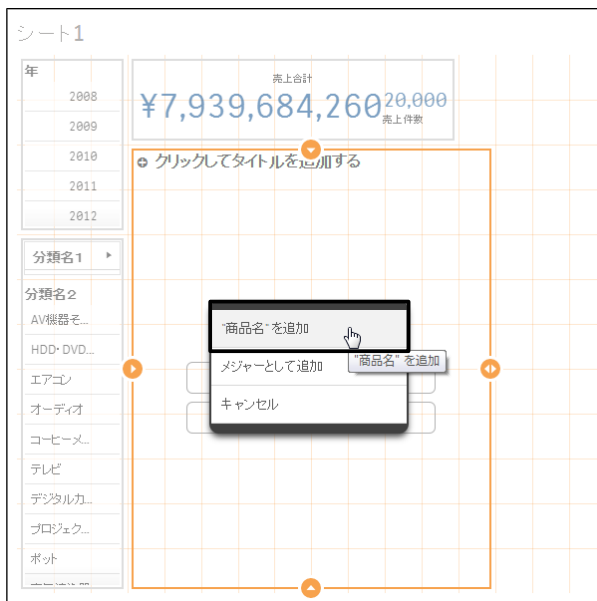 シート1
年
2008
2009
2010
2011
2012
売上合計
¥7,939,684,260
20,000
売上件数
クリックしてタイトルを追加する
分類名1
分類名2
AV機器そ...
HDD・DVD...
エアコン
オーディオ
コーヒーメ...
テレビ
デジタルカ...
プロジェク...
ポット
"商品名" を追加
"商品名" を追加
メジャーとして追加
キャンセル